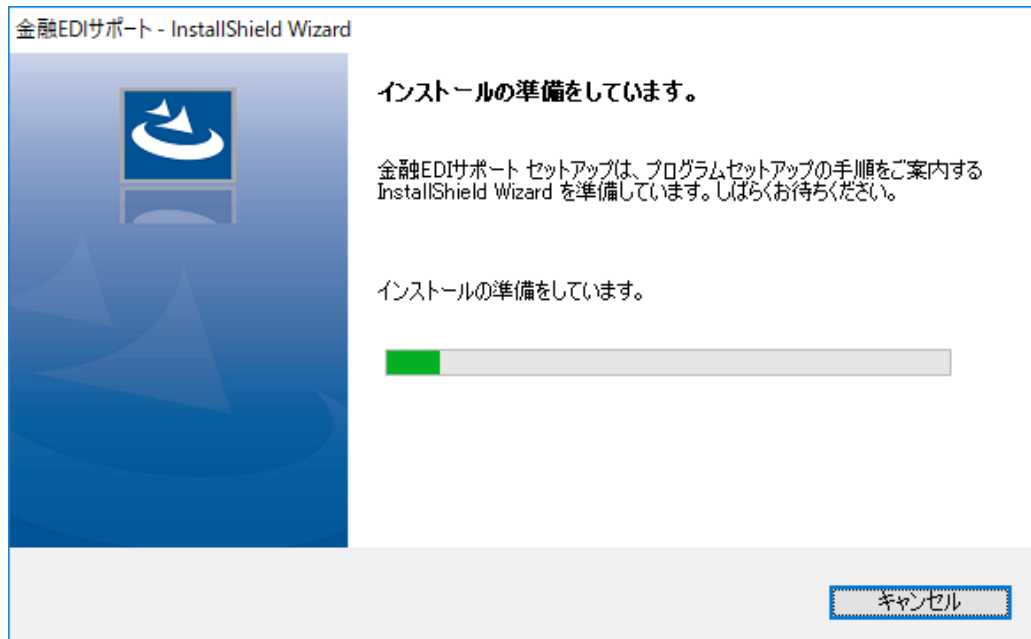 金融EDIサポート - InstallShield Wizard
インストールの準備をしています。
金融EDIサポート セットアップは、プログラムセットアップの手順をご案内する
InstallShield Wizard を準備しています。しばらくお待ちください。
インストールの準備をしています。
キャンセル